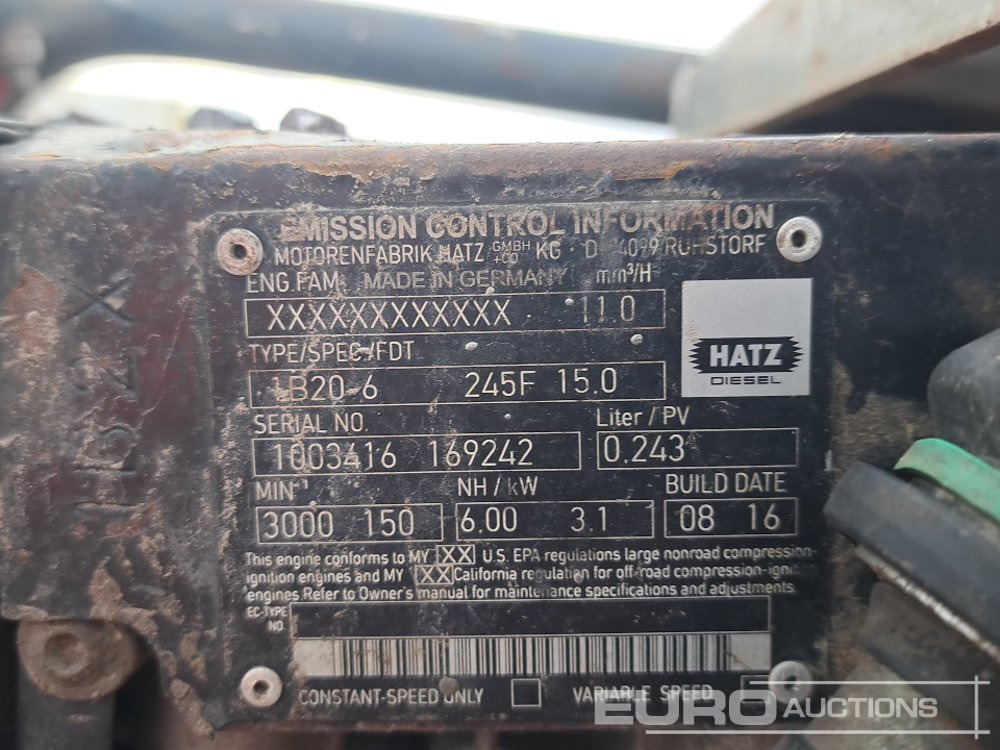 EMISSION CONTROL INFORMATION
MOTORENFABRIK HATZ GMBH +CO KG - RUHSTORF
ENG.FAM. MADE IN GERMANY mm³/H
XXXXXXXXXXXX 11.0
TYPE/SPEC./FDT
1B20-6 245F 15.0
HATZ
DIESEL
SERIAL NO. Liter / PV
1003416 169242 0.243
MIN⁻¹ NH / kW BUILD DATE
3000 150 6.00 3.1 08 16
This engine conforms to MY XX U.S. EPA regulations large nonroad compression-
ignition engines and MY XX California regulation for off-road compression-ignition
engines. Refer to Owner's manual for maintenance specifications and adjustments.
EC-TYPE
NO.
CONSTANT-SPEED ONLY VARIABLE SPEED
EURO AUCTIONS